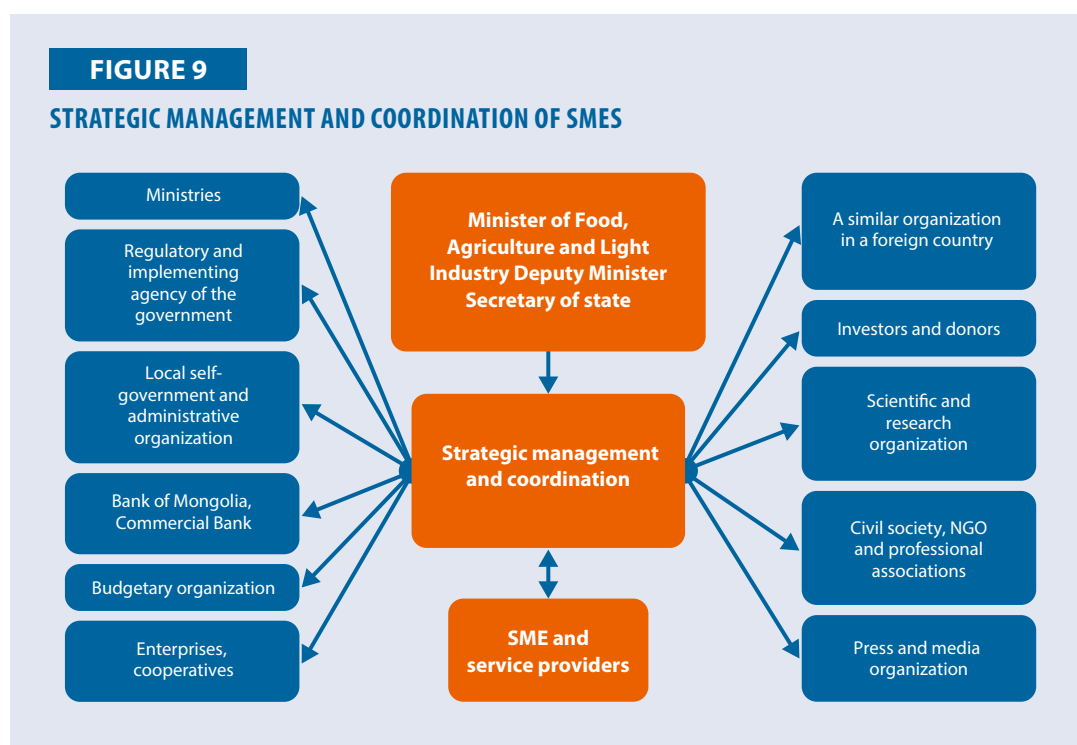 FIGURE 9
STRATEGIC MANAGEMENT AND COORDINATION OF SMES
Ministries
Regulatory and
implementing
agency of the
government
Local self-
government and
administrative
organization
Bank of Mongolia,
Commercial Bank
Budgetary organization
Enterprises,
cooperatives
Minister of Food,
Agriculture and Light
Industry Deputy Minister
Secretary of state
Strategic management
and coordination
SME and
service providers
A similar organization
in a foreign country
Investors and donors
Scientific and
research
organization
Civil society, NGO
and professional
associations
Press and media
organization